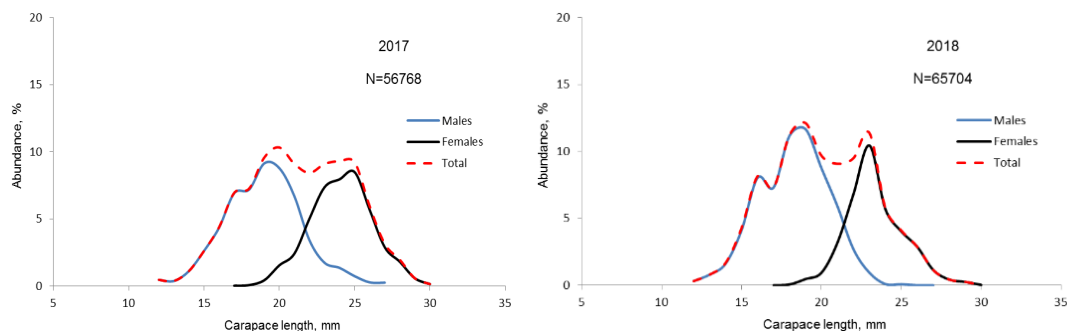 20
15
10
5
0
Abundance, %
2017
N=56768
Males
Females
Total
5
10
15
20
25
30
35
Carapace length, mm
20
15
10
5
0
Abundance, %
2018
N=65704
Males
Females
Total
5
10
15
20
25
30
35
Carapace length, mm